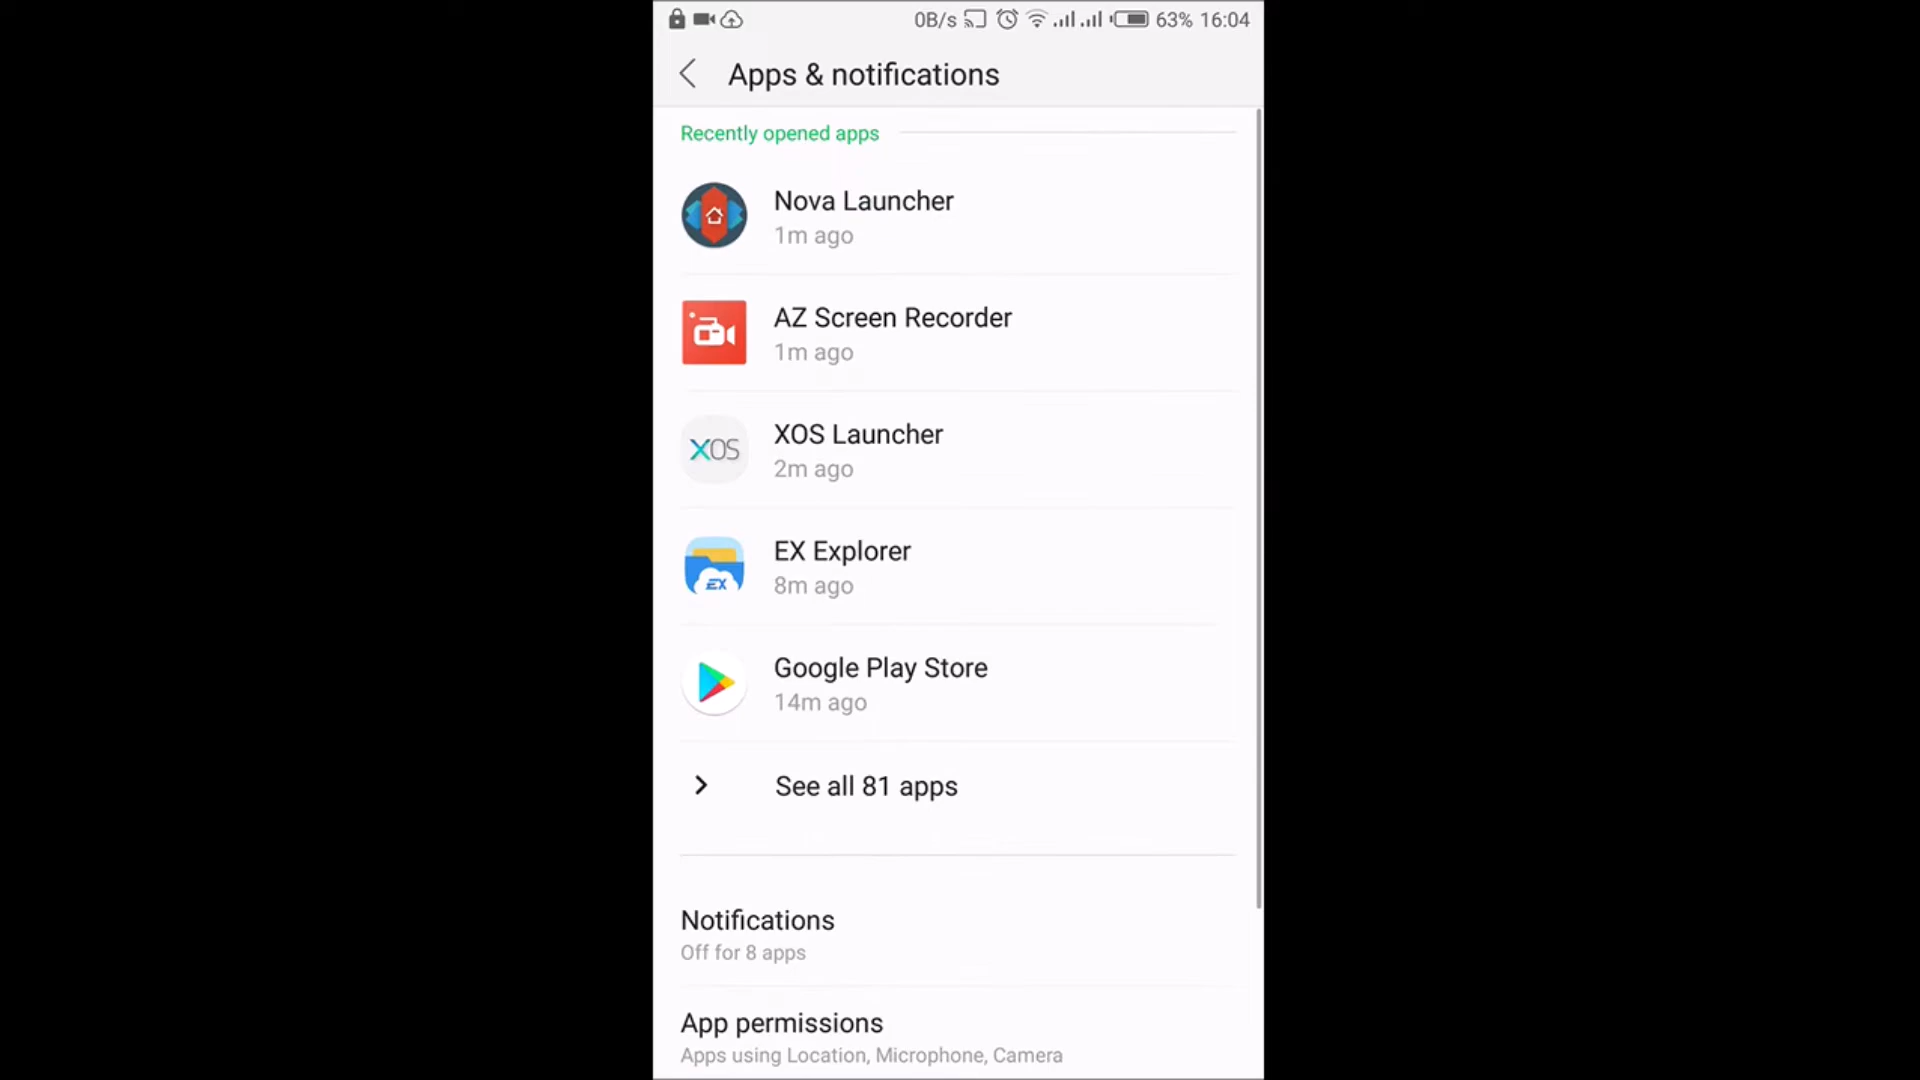 0B/s 63% 16:04
Apps & notifications
Recently opened apps
Nova Launcher
1m ago
AZ Screen Recorder
1m ago
XOS
XOS Launcher
2m ago
EX
EX Explorer
8m ago
Google Play Store
14m ago
See all 81 apps
Notifications
Off for 8 apps
App permissions
Apps using Location, Microphone, Camera